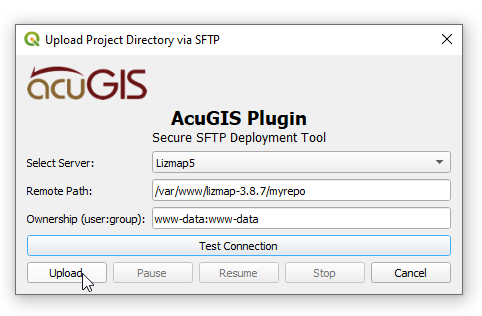 Upload Project Directory via SFTP
acuGIS
AcuGIS Plugin
Secure SFTP Deployment Tool
Select Server: Lizmap5
Remote Path: /var/www/lizmap-3.8.7/myrepo
Ownership (user:group): www-data:www-data
Test Connection
Upload Pause Resume Stop Cancel